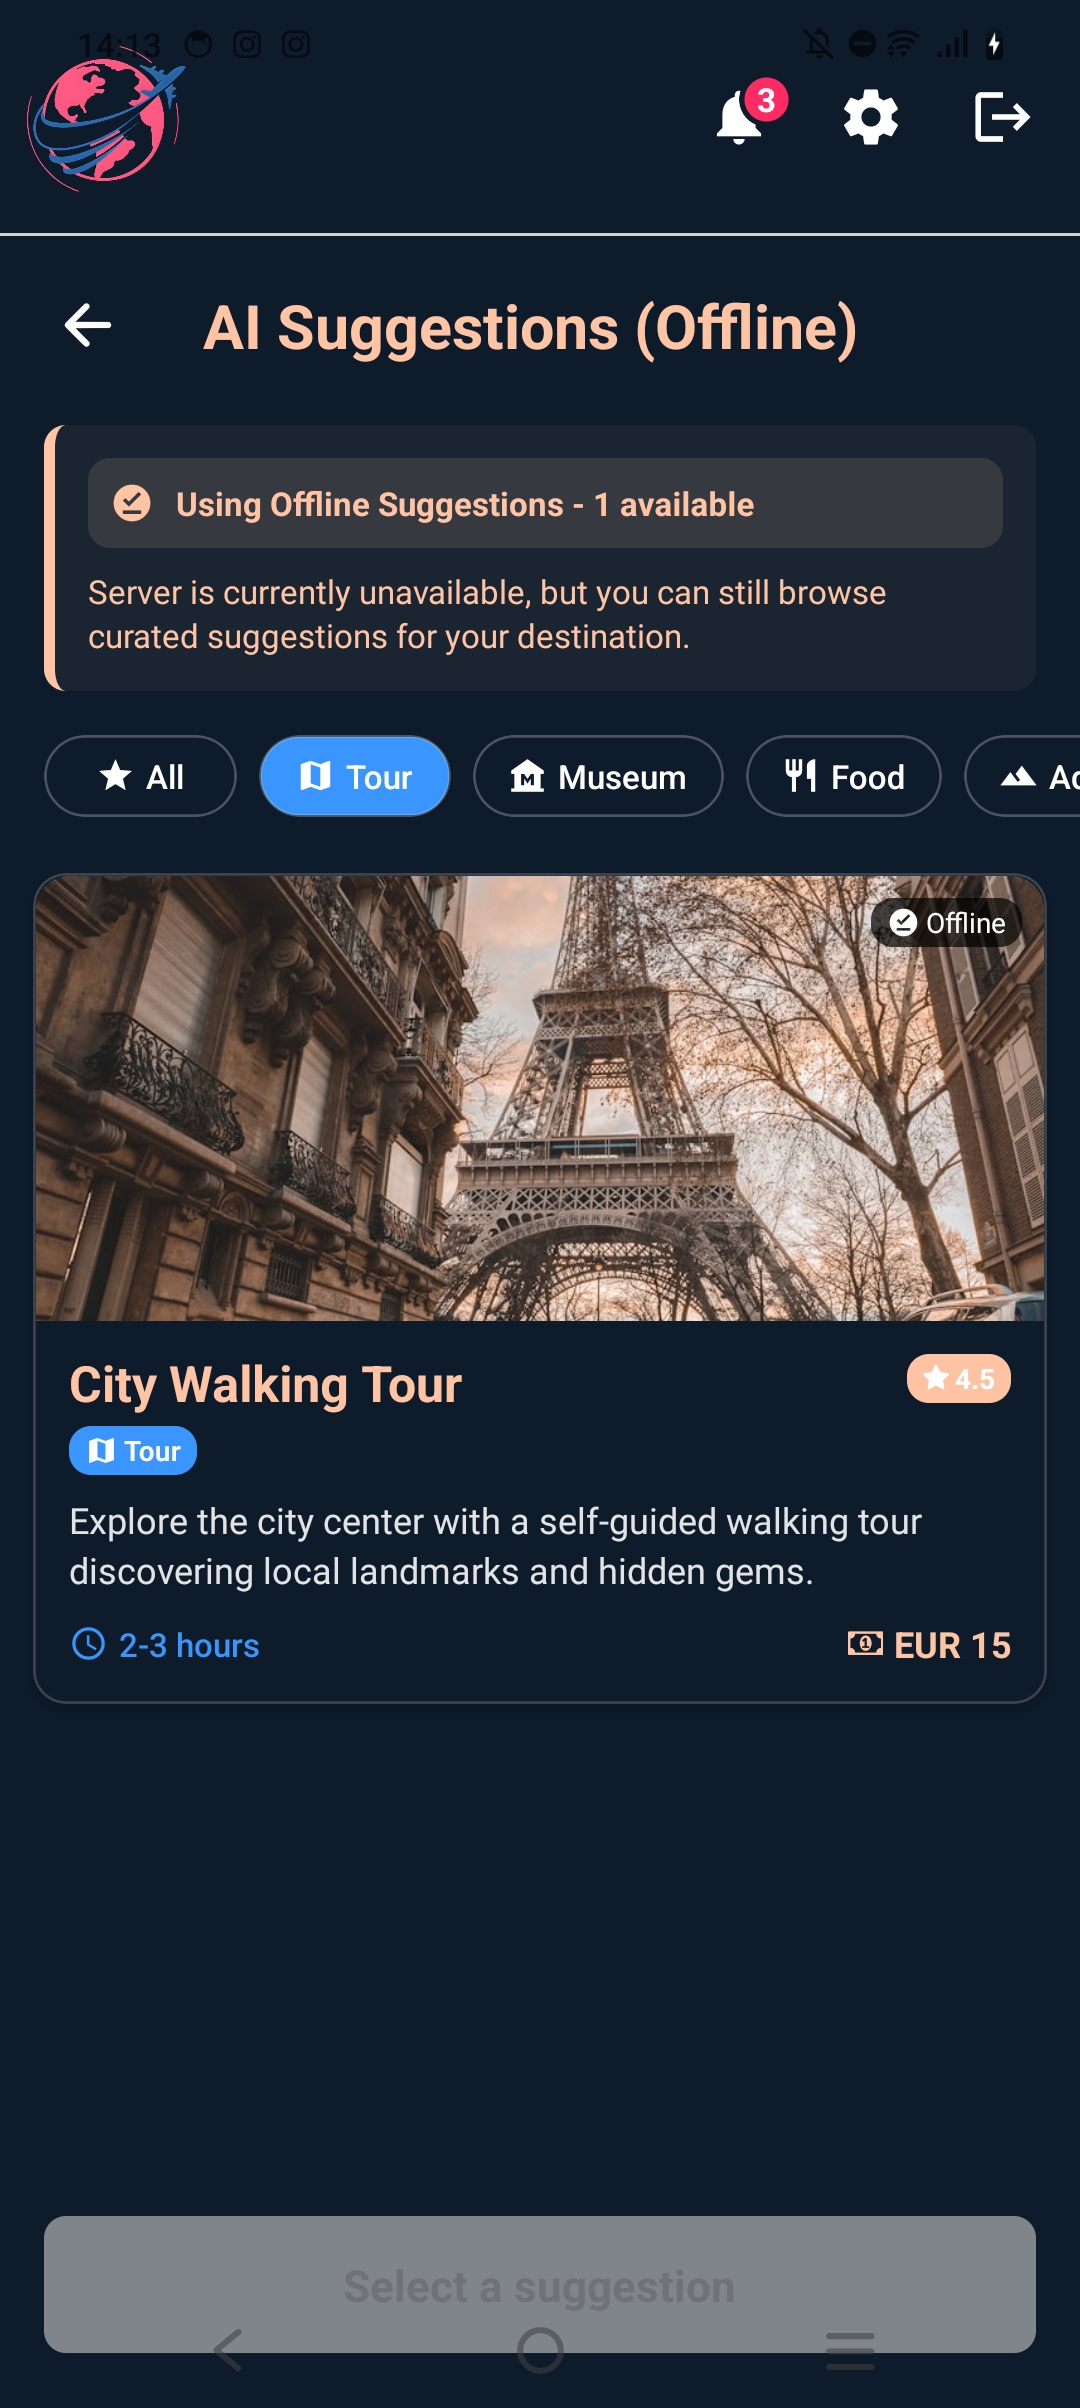 14:13
3
AI Suggestions (Offline)
Using Offline Suggestions - 1 available
Server is currently unavailable, but you can still browse
curated suggestions for your destination.
All
Tour
Museum
Food
Offline
City Walking Tour
4.5
Tour
Explore the city center with a self-guided walking tour
discovering local landmarks and hidden gems.
2-3 hours
EUR 15
Select a suggestion